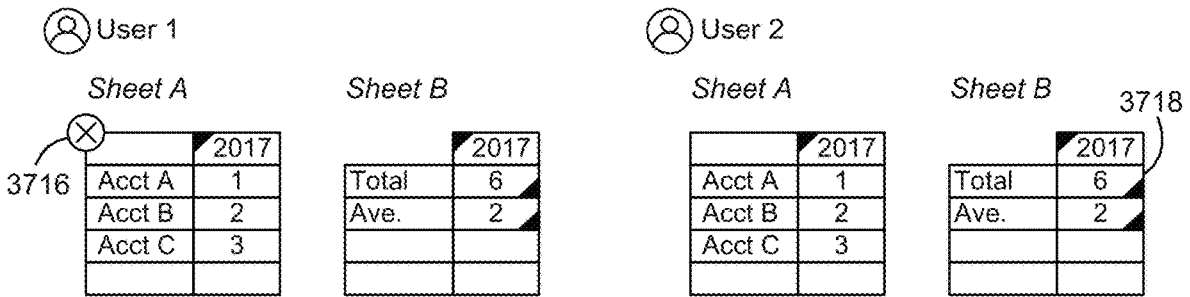 User 1 User 2
Sheet A Sheet B Sheet A Sheet B
3718
2017 2017 2017 2017
3716
Acct A 1 Total 6 Acct A 1 Total 6
Acct B 2 Ave. 2 Acct B 2 Ave. 2
Acct C 3 Acct C 3